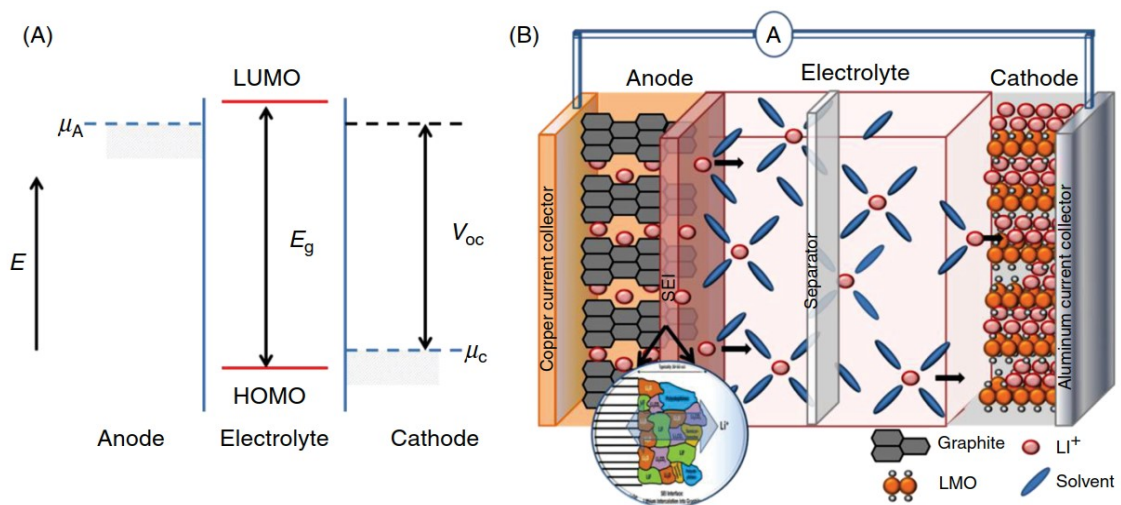 (A)
LUMO
μA
Eg
Voc
E
μc
HOMO
Anode
Electrolyte
Cathode
(B)
A
Anode
Electrolyte
Cathode
Copper current collector
SEI
Separator
Aluminum current collector
Li+
Graphite
LI+
LMO
Solvent